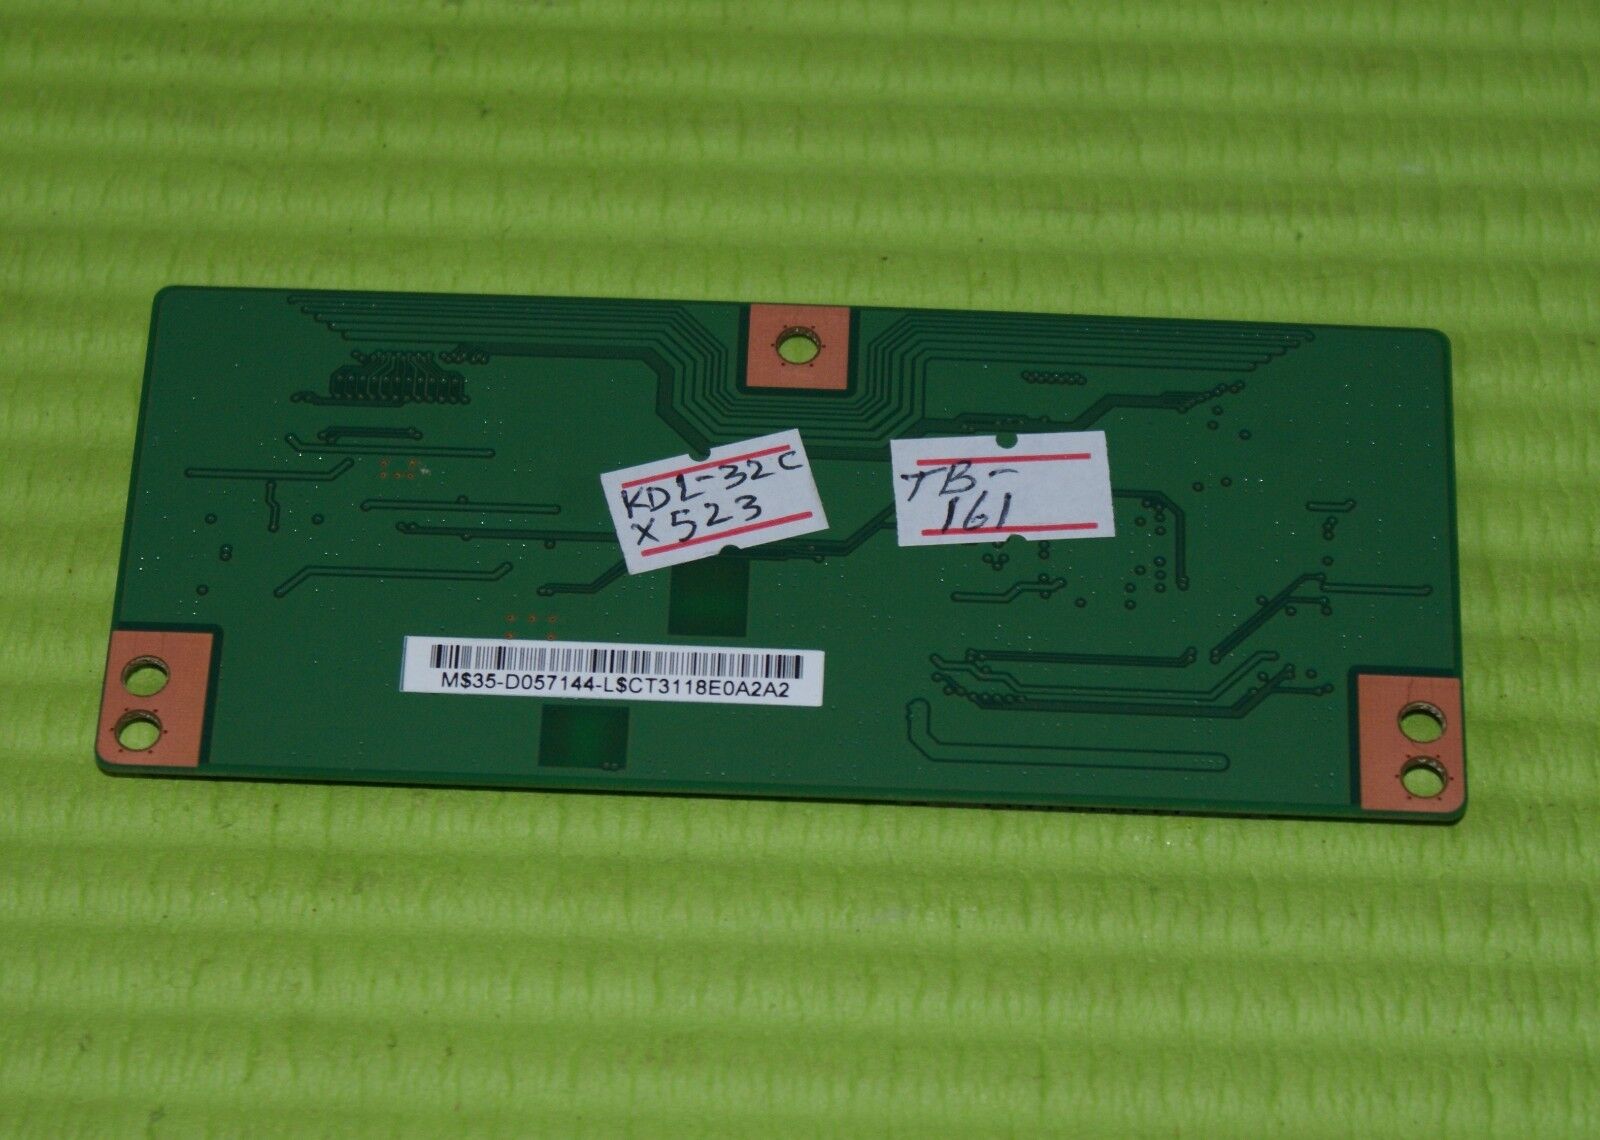 KDL-32C
X523
TB-
161
M$35-D057144-L$CT3118E0A2A2